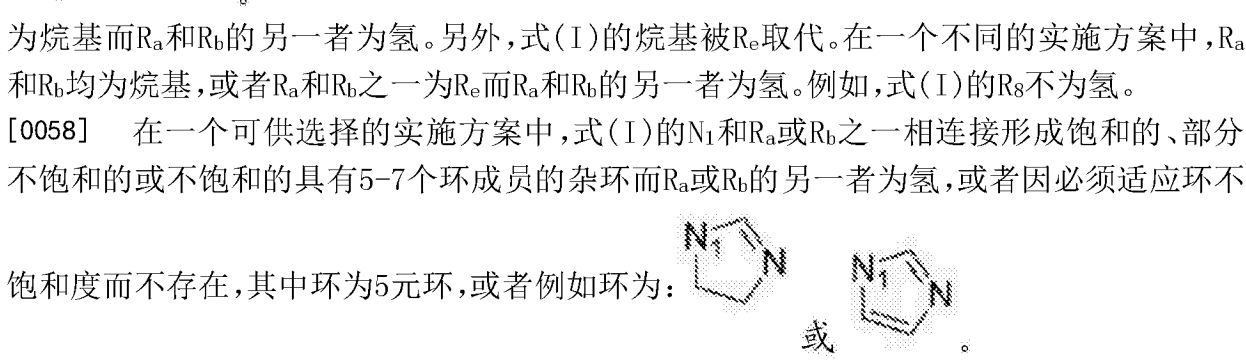 为烷基而Ra和Rb的另一者为氢。另外,式(I)的烷基被Re取代。在一个不同的实施方案中,Ra
和Rb均为烷基,或者Ra和Rb之一为Re而Ra和Rb的另一者为氢。例如,式(I)的R8不为氢。
[0058] 在一个可供选择的实施方案中,式(I)的N1和Ra或Rb之一相连接形成饱和的、部分
不饱和的或不饱和的具有5-7个环成员的杂环而Ra或Rb的另一者为氢,或者因必须适应环不
饱和度而不存在,其中环为5元环,或者例如环为: N1 N 或 N1 N 。